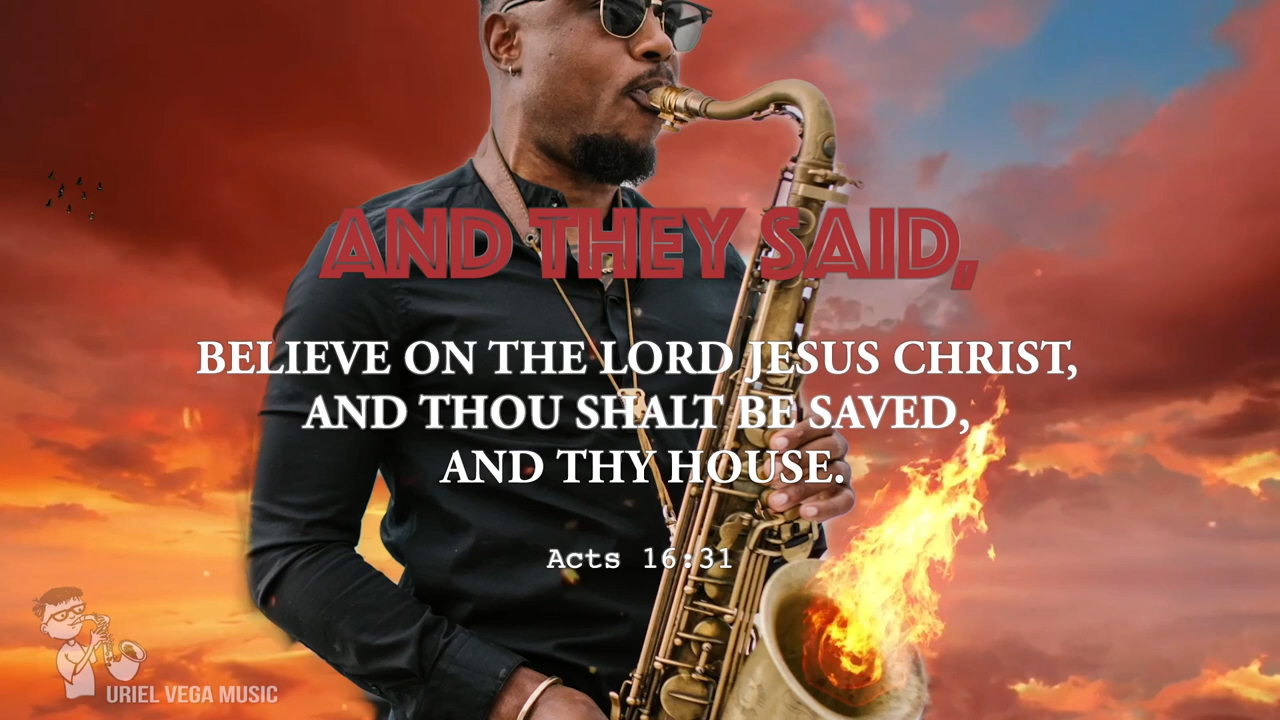 AND THEY SAID,
BELIEVE ON THE LORD JESUS CHRIST,
AND THOU SHALT BE SAVED,
AND THY HOUSE.
Acts 16:31
URIEL VEGA MUSIC